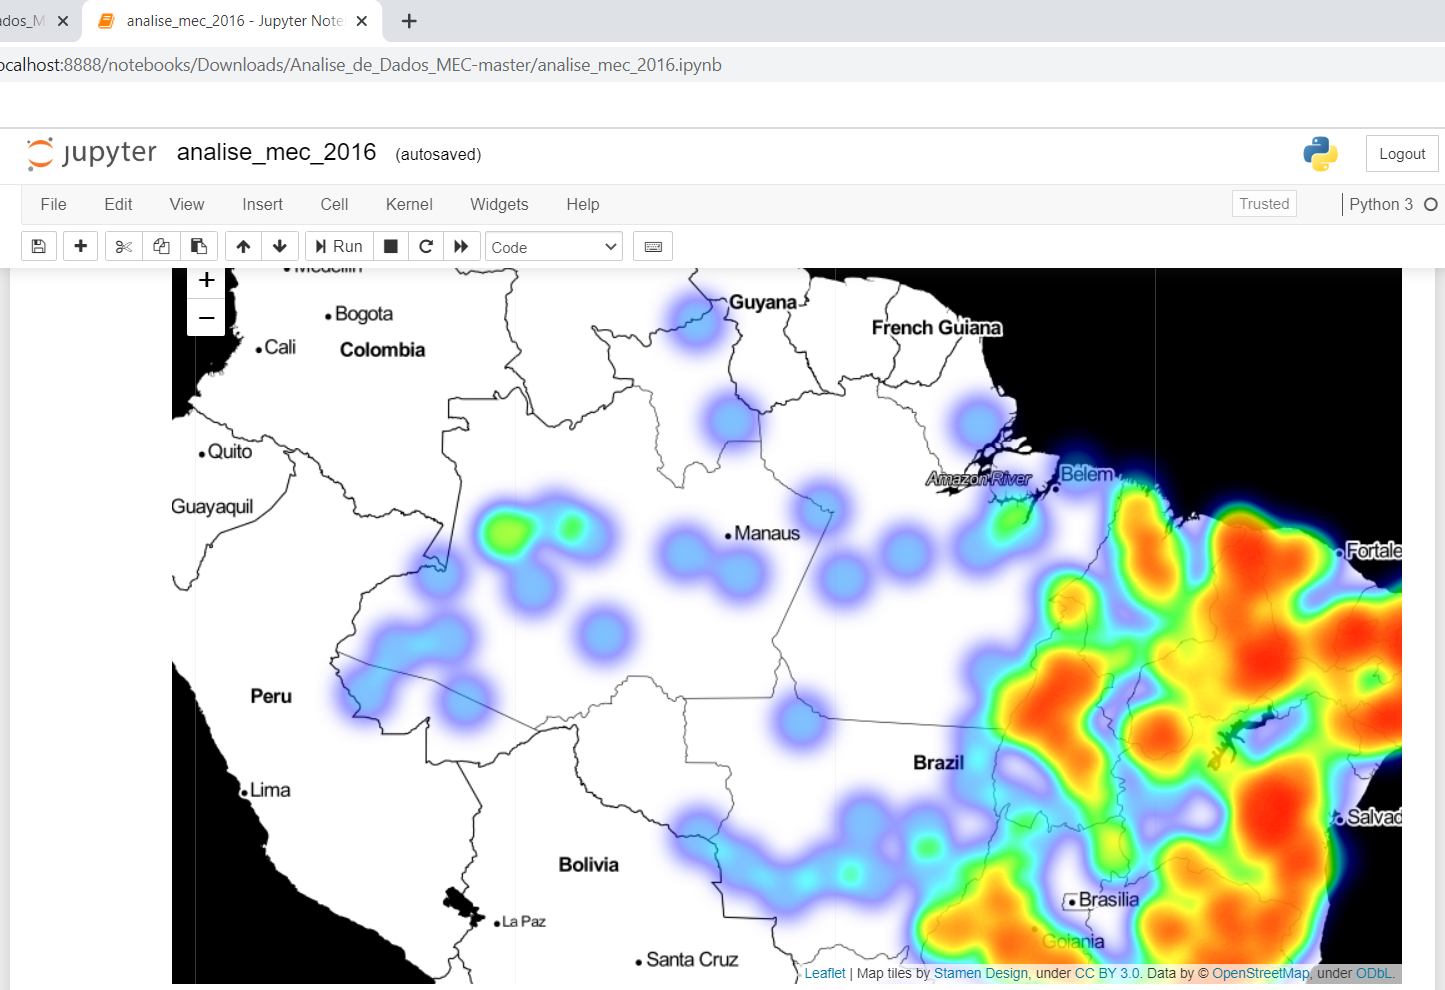 ados_M
analise_mec_2016 - Jupyter Note
ocalhost:8888/notebooks/Downloads/Analise_de_Dados_MEC-master/analise_mec_2016.ipynb
jupyter analise_mec_2016 (autosaved) Logout
File Edit View Insert Cell Kernel Widgets Help Trusted Python 3
Run Code
+
−
Medellin
Guyana
Bogota
French Guiana
Cali
Colombia
Quito
Amazon River
Belem
Guayaquil
Manaus
Fortale
Peru
Brazil
Lima
Salvad
Bolivia
Brasilia
La Paz
Goiania
Santa Cruz
Leaflet | Map tiles by Stamen Design, under CC BY 3.0. Data by © OpenStreetMap, under ODbL.